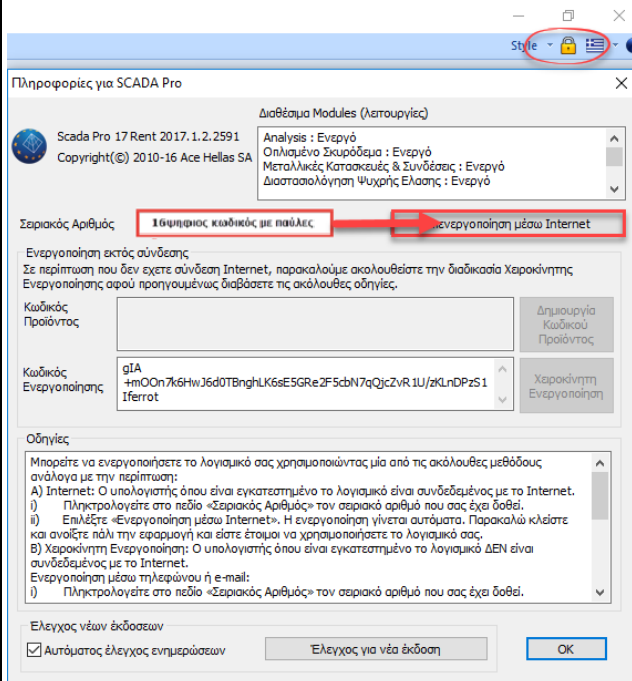 Style
Πληροφορίες για SCADA Pro
Διαθέσιμα Modules (λειτουργίες)
Scada Pro 17 Rent 2017.1.2.2591
Copyright(©) 2010-16 Ace Hellas SA
Analysis : Ενεργό
Οπλισμένο Σκυρόδεμα : Ενεργό
Μεταλλικές Κατασκευές & Συνδέσεις : Ενεργό
Διαστασιολόγηση Ψυχρής Ελασης : Ενεργό
Σειριακός Αριθμός
16ψηφιος κωδικός με παύλες
ενεργοποίηση μέσω Internet
Ενεργοποίηση εκτός σύνδεσης
Σε περίπτωση που δεν εχετε σύνδεση Internet, παρακαλούμε ακολουθείστε την διαδικασία Χειροκίνητης
Ενεργοποίησης αφού προηγουμένως διαβάσετε τις ακόλουθες οδηγίες.
Κωδικός
Προϊόντος
Δημιουργία
Κωδικού
Προϊόντος
Κωδικός
Ενεργοποίησης
gIA
+mOOn7k6HwJ6d0TBnghLK6sE5GRe2F5cbN7qQjcZvR1U/zKLnDPzS1
Iferrot
Χειροκίνητη
Ενεργοποίηση
Οδηγίες
Μπορείτε να ενεργοποιήσετε το λογισμικό σας χρησιμοποιώντας μία από τις ακόλουθες μεθόδους
ανάλογα με την περίπτωση:
Α) Internet: Ο υπολογιστής όπου είναι εγκατεστημένο το λογισμικό είναι συνδεδεμένος με το Internet.
i) Πληκτρολογείτε στο πεδίο «Σειριακός Αριθμός» τον σειριακό αριθμό που σας έχει δοθεί.
ii) Επιλέξτε «Ενεργοποίηση μέσω Internet». Η ενεργοποίηση γίνεται αυτόματα. Παρακαλώ κλείστε
και ανοίξτε πάλι την εφαρμογή και είστε έτοιμοι να χρησιμοποιήσετε το λογισμικό σας.
Β) Χειροκίνητη Ενεργοποίηση: Ο υπολογιστής όπου είναι εγκατεστημένο το λογισμικό ΔΕΝ είναι
συνδεδεμένος με το Internet.
Ενεργοποίηση μέσω τηλεφώνου ή e-mail:
i) Πληκτρολογείτε στο πεδίο «Σειριακός Αριθμός» τον σειριακό αριθμό που σας έχει δοθεί.
Έλεγχος νέων έκδοσεων
Αυτόματος έλεγχος ενημερώσεων
Έλεγχος για νέα έκδοση
OK